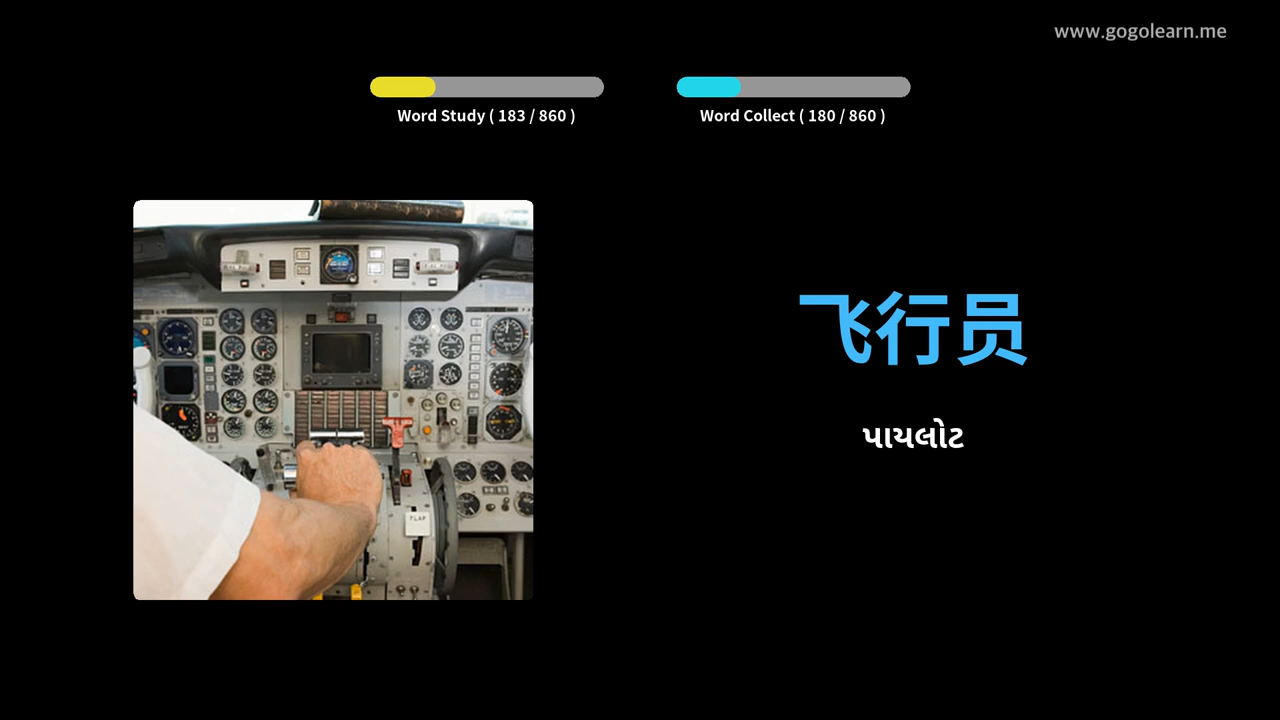 www.gogolearn.me
Word Study ( 183 / 860 )
Word Collect ( 180 / 860 )
飞行员
પાયલોટ
FLAP